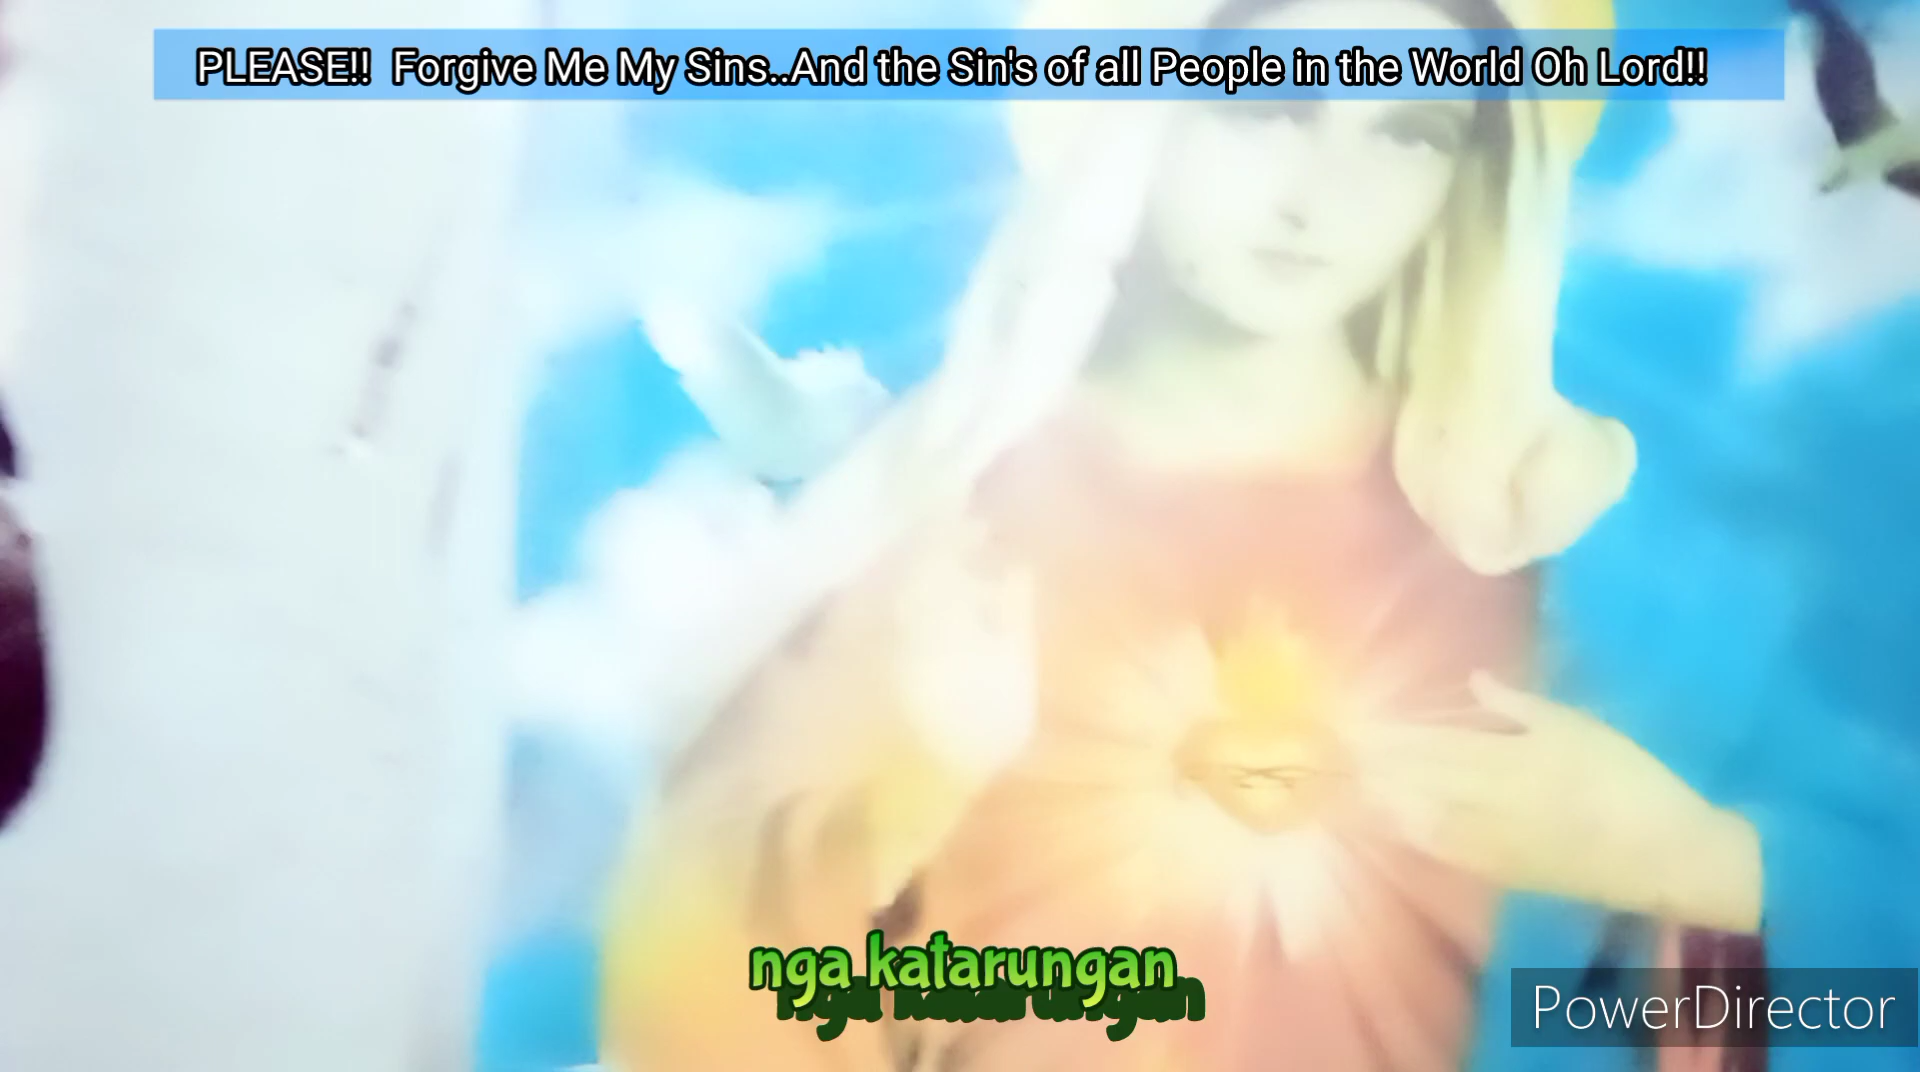 PLEASE!!  Forgive Me My Sins..And the Sin's of all People in the World Oh Lord!!
nga katarungan
PowerDirector